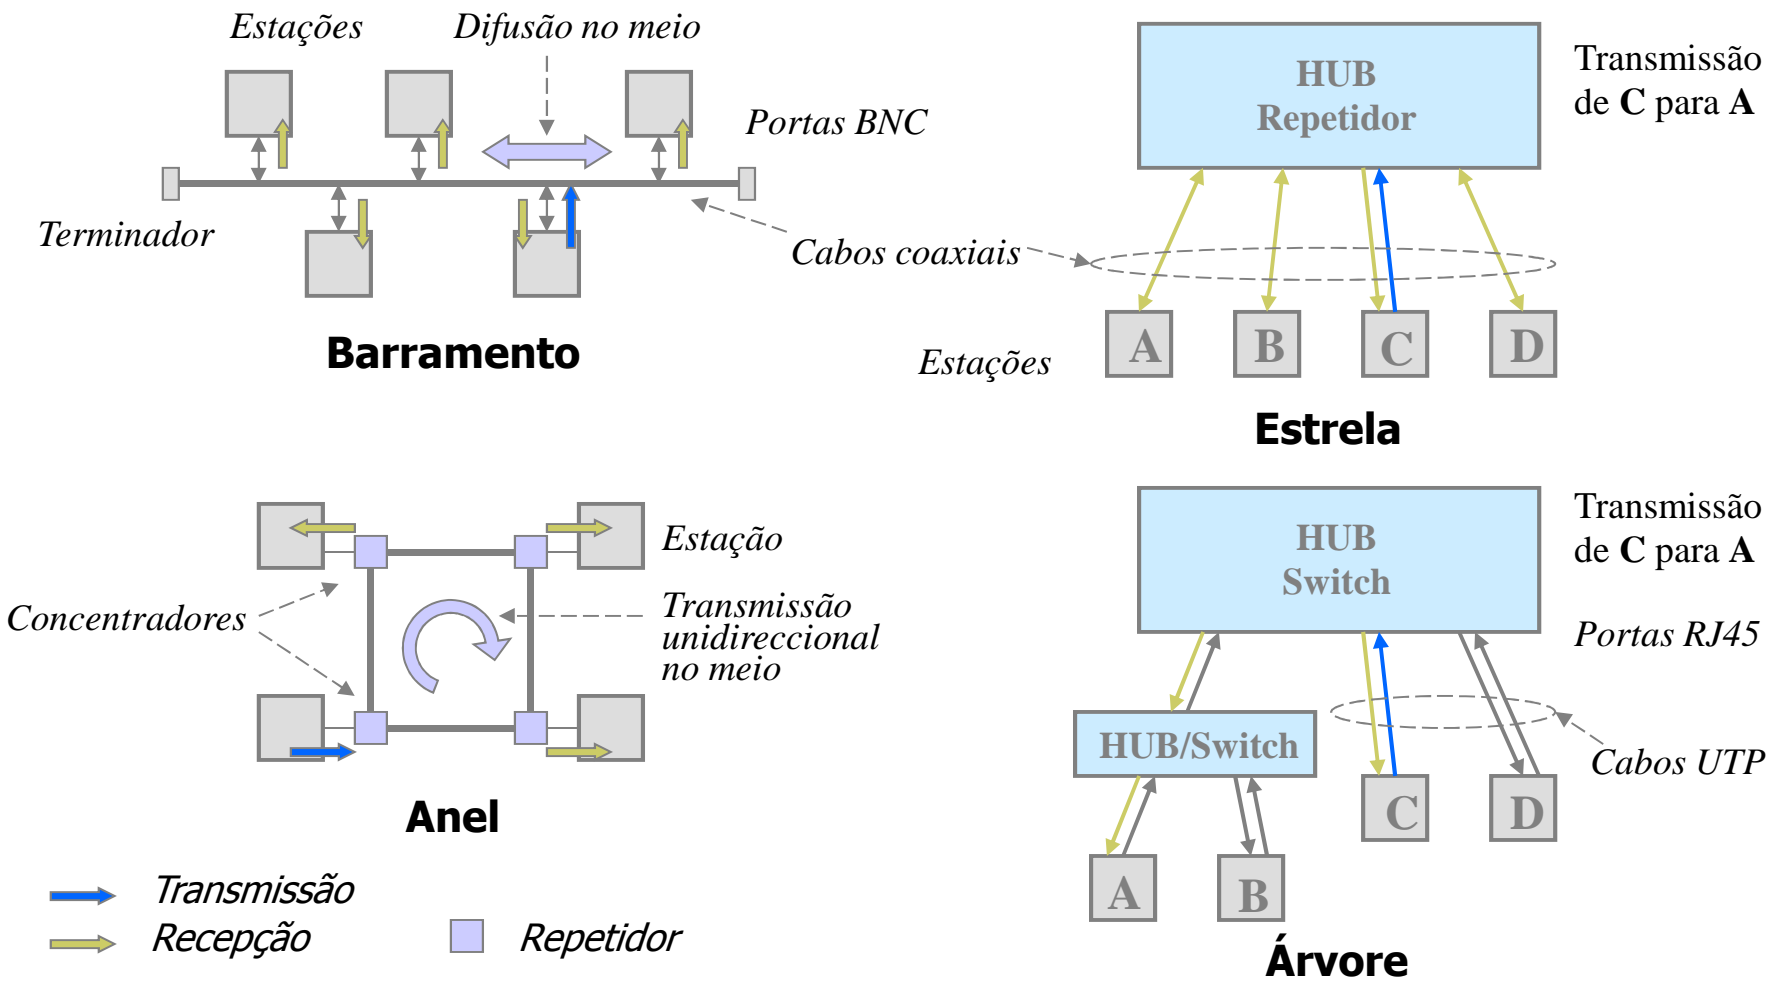 Estações
Difusão no meio
Portas BNC
Terminador
Cabos coaxiais
Barramento
HUB
Repetidor
Transmissão
de C para A
A
B
C
D
Estações
Estrela
Estação
Concentradores
Transmissão
unidireccional
no meio
Anel
Transmissão
Recepção
Repetidor
HUB
Switch
Transmissão
de C para A
Portas RJ45
HUB/Switch
Cabos UTP
C
D
A
B
Árvore